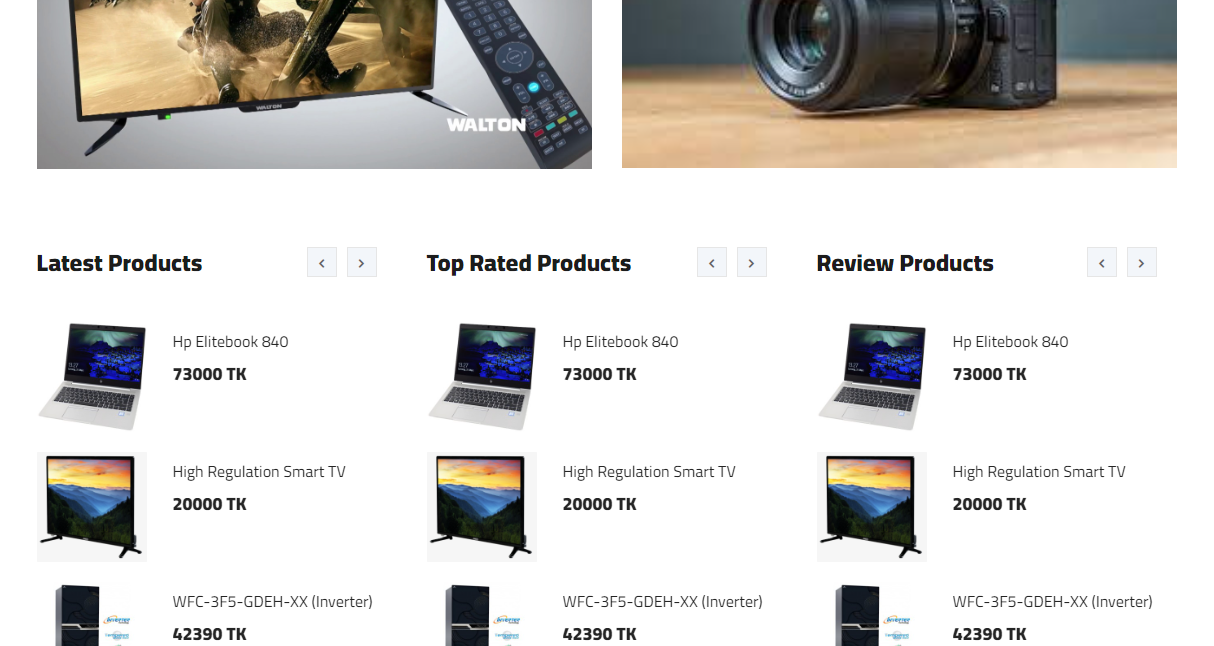 WALTON
WALTON
Latest Products
Top Rated Products
Review Products
Hp Elitebook 840
73000 TK
High Regulation Smart TV
20000 TK
WFC-3F5-GDEH-XX (Inverter)
42390 TK
Hp Elitebook 840
73000 TK
High Regulation Smart TV
20000 TK
WFC-3F5-GDEH-XX (Inverter)
42390 TK
Hp Elitebook 840
73000 TK
High Regulation Smart TV
20000 TK
WFC-3F5-GDEH-XX (Inverter)
42390 TK